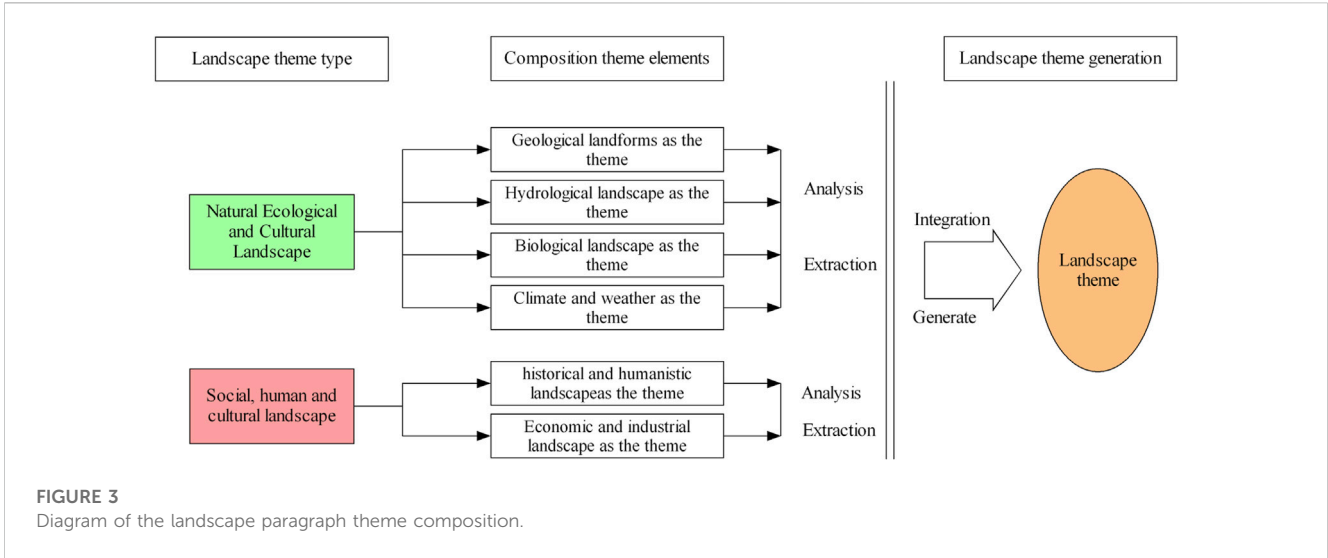 Landscape theme type
Composition theme elements
Landscape theme generation
Geological landforms as the
theme
Hydrological landscape as the
theme
Biological landscape as the
theme
Climate and weather as the
theme
Natural Ecological
and Cultural
Landscape
Analysis
Extraction
Integration
Generate
Landscape
theme
Social, human and
cultural landscape
historical and humanistic
landscapeas the theme
Economic and industrial
landscape as the theme
Analysis
Extraction
FIGURE 3
Diagram of the landscape paragraph theme composition.